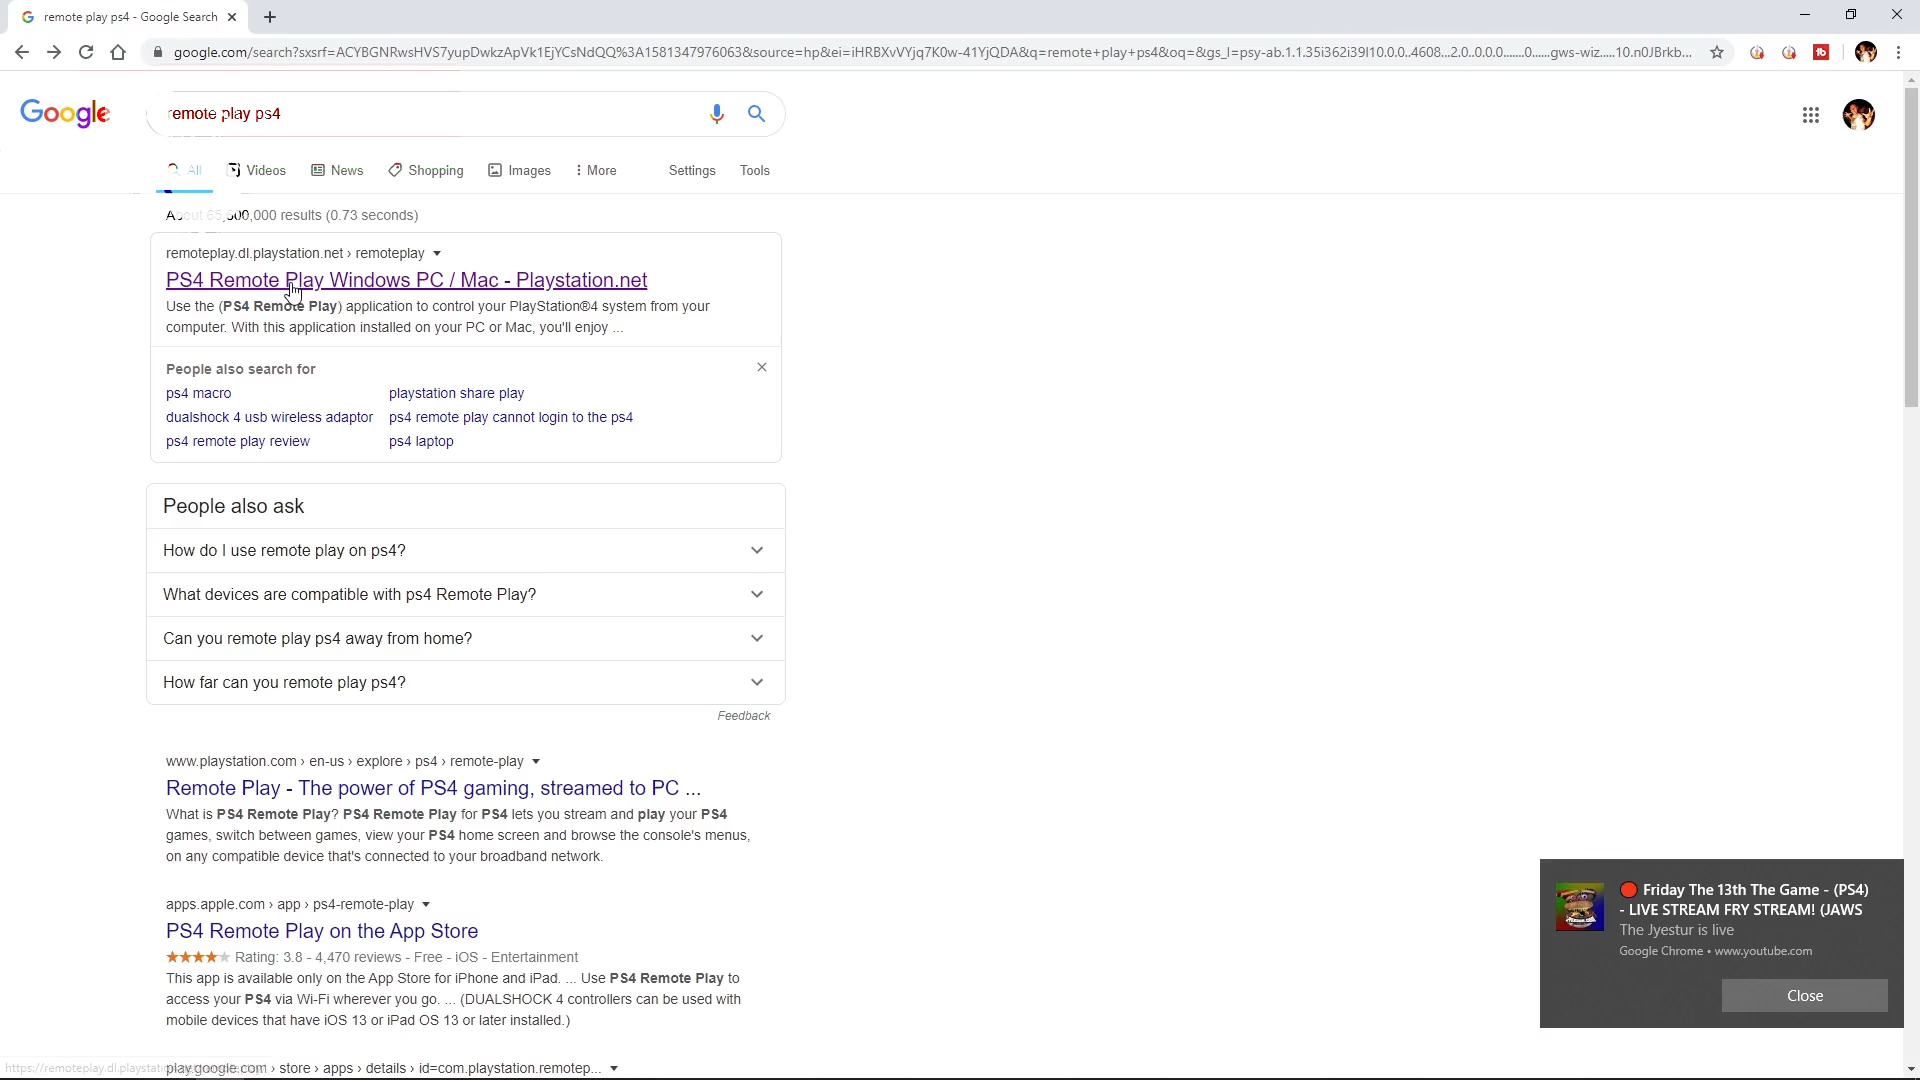 remote play ps4 - Google Search
google.com/search?sxsrf=ACYBGNRwsHVS7yupDwkzApVk1EjYCsNdQQ%3A1581347976063&source=hp&ei=iHRBXvVYjq7K0w-41YjQDA&q=remote+play+ps4&oq=&gs_l=psy-ab.1.1.35i362i39l10.0.0..4608...2.0..0.0.0.......0......gws-wiz.....10.n0JBrkb...
Google
remote play ps4
All Videos News Shopping Images More Settings Tools
About 65,600,000 results (0.73 seconds)
remoteplay.dl.playstation.net › remoteplay
PS4 Remote Play Windows PC / Mac - Playstation.net
Use the (PS4 Remote Play) application to control your PlayStation®4 system from your
computer. With this application installed on your PC or Mac, you'll enjoy ...
People also search for
ps4 macro playstation share play
dualshock 4 usb wireless adaptor ps4 remote play cannot login to the ps4
ps4 remote play review ps4 laptop
People also ask
How do I use remote play on ps4?
What devices are compatible with ps4 Remote Play?
Can you remote play ps4 away from home?
How far can you remote play ps4?
Feedback
www.playstation.com › en-us › explore › ps4 › remote-play
Remote Play - The power of PS4 gaming, streamed to PC ...
What is PS4 Remote Play? PS4 Remote Play for PS4 lets you stream and play your PS4
games, switch between games, view your PS4 home screen and browse the console's menus,
on any compatible device that's connected to your broadband network.
apps.apple.com › app › ps4-remote-play
PS4 Remote Play on the App Store
Rating: 3.8 - 4,470 reviews - Free - iOS - Entertainment
This app is available only on the App Store for iPhone and iPad. ... Use PS4 Remote Play to
access your PS4 via Wi-Fi wherever you go. ... (DUALSHOCK 4 controllers can be used with
mobile devices that have iOS 13 or iPad OS 13 or later installed.)
play.google.com › store › apps › details › id=com.playstation.remotep...
Friday The 13th The Game - (PS4)
- LIVE STREAM FRY STREAM! (JAWS
The Jyestur is live
Google Chrome • www.youtube.com
Close